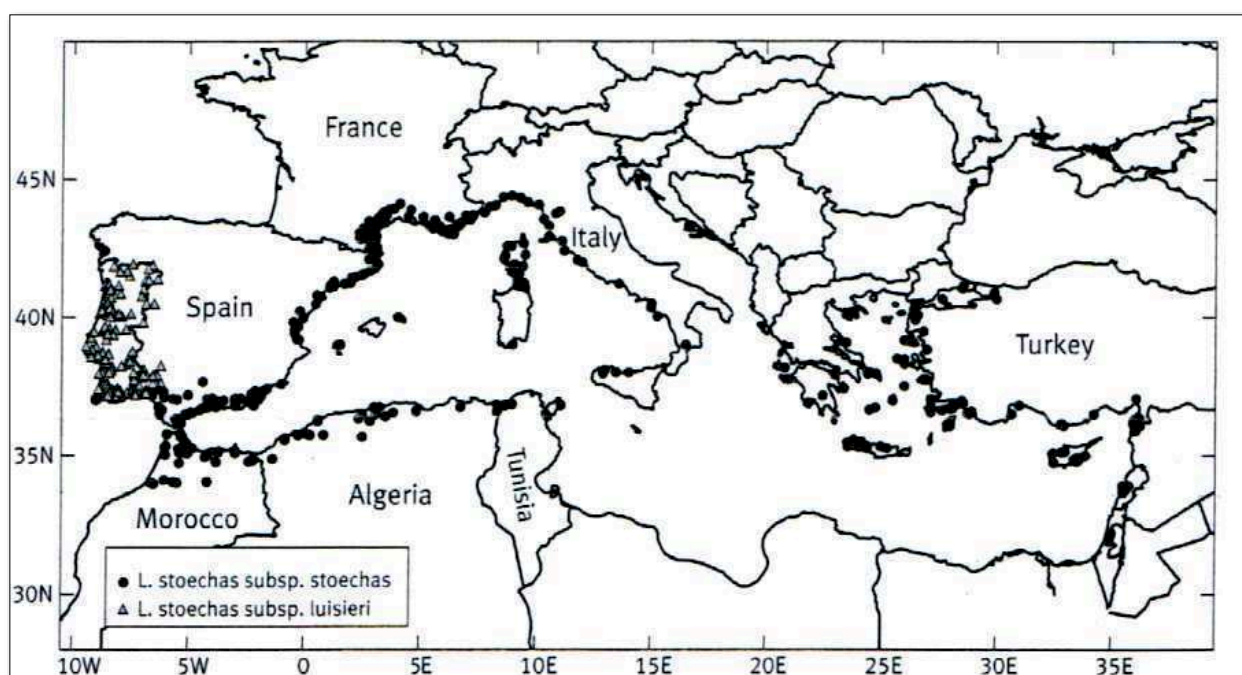 France
45N
Italy
Spain
40N
Turkey
35N
Algeria
Tunisia
Morocco
L. stoechas subsp. stoechas
L. stoechas subsp. luisieri
30N
10W 5W 0 5E 10E 15E 20E 25E 30E 35E